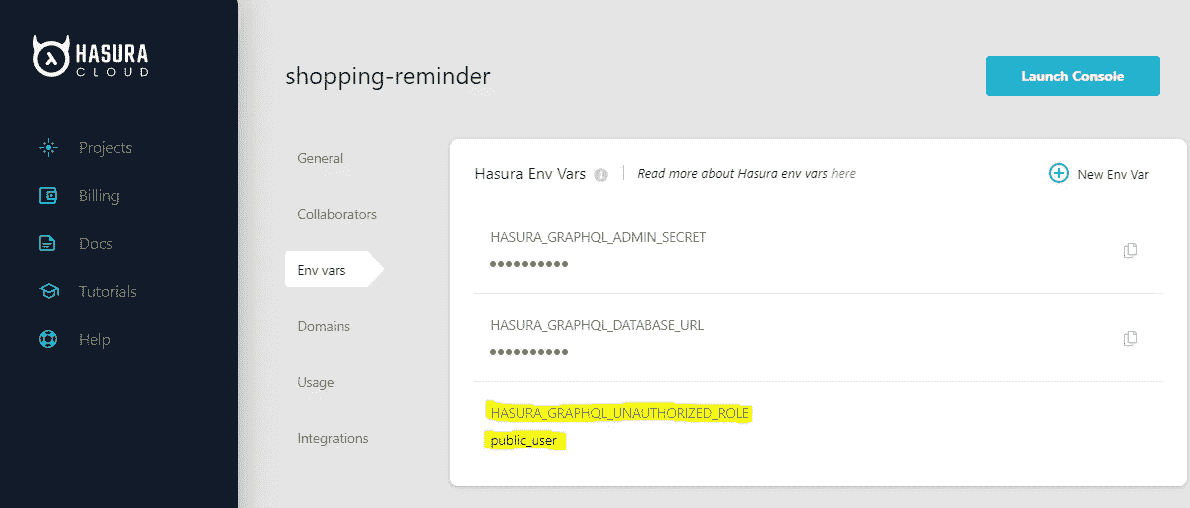 HASURA
CLOUD
Projects
Billing
Docs
Tutorials
Help
shopping-reminder
Launch Console
General
Collaborators
Env vars
Domains
Usage
Integrations
Hasura Env Vars
Read more about Hasura env vars here
New Env Var
HASURA_GRAPHQL_ADMIN_SECRET
••••••••••
HASURA_GRAPHQL_DATABASE_URL
••••••••••
HASURA_GRAPHQL_UNAUTHORIZED_ROLE
public_user